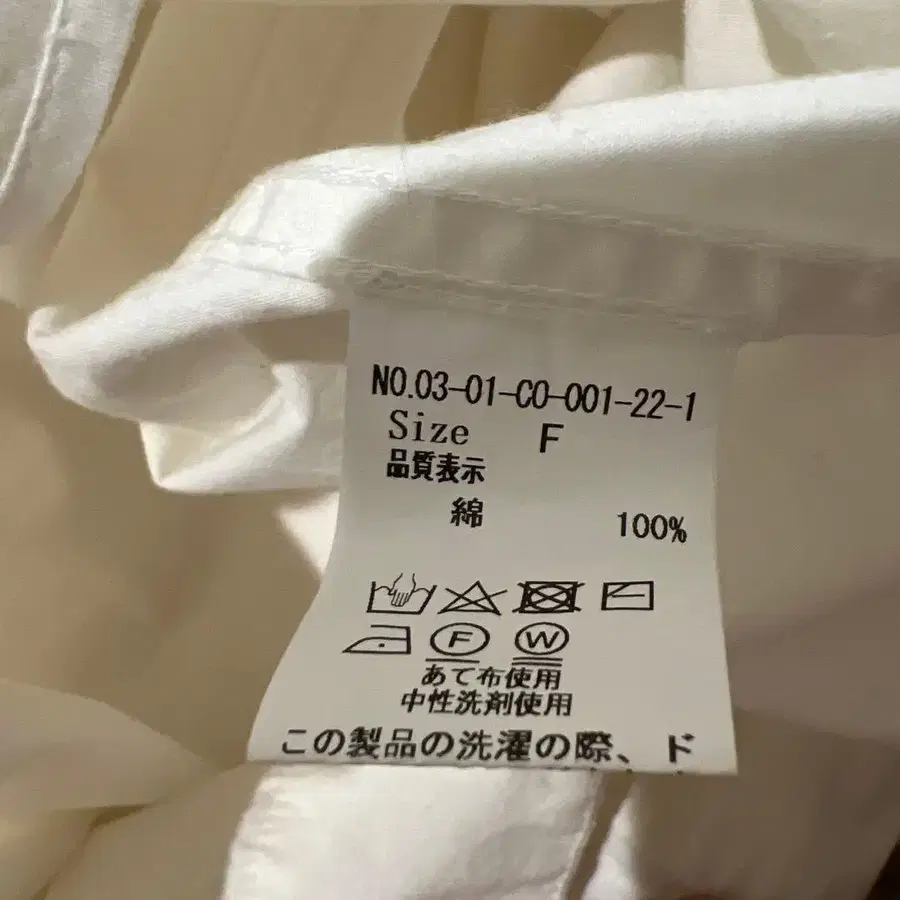 NO.03-01-CO-001-22-1
Size F
品質表示
綿 100%
F W
あて布使用
中性洗剤使用
この製品の洗濯の際、ド